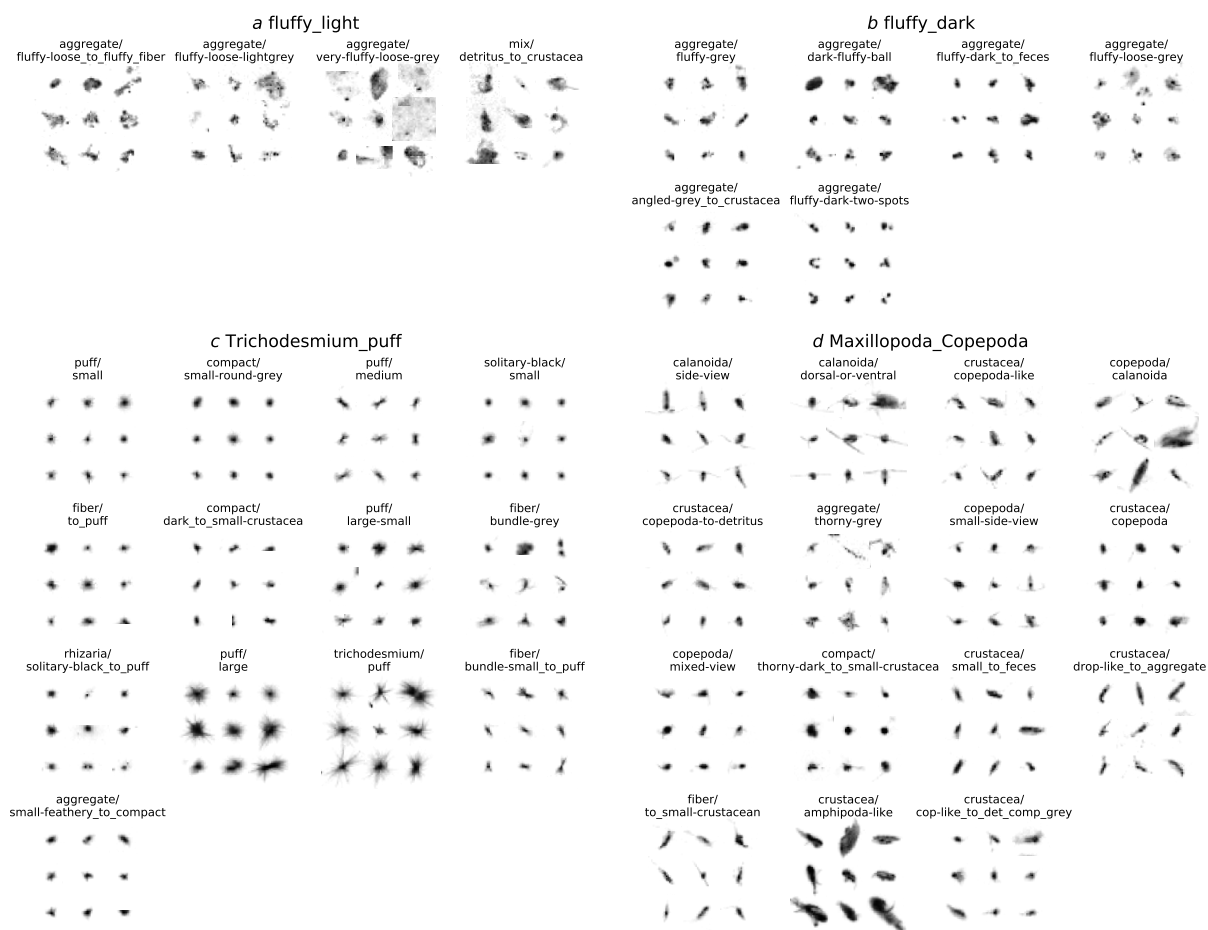 a fluffy_light
aggregate/
fluffy-loose_to_fluffy_fiber
aggregate/
fluffy-loose-lightgrey
aggregate/
very-fluffy-loose-grey
mix/
detritus_to_crustacea
b fluffy_dark
aggregate/
fluffy-grey
aggregate/
dark-fluffy-ball
aggregate/
fluffy-dark_to_feces
aggregate/
fluffy-loose-grey
aggregate/
angled-grey_to_crustacea
aggregate/
fluffy-dark-two-spots
c Trichodesmium_puff
puff/
small
compact/
small-round-grey
puff/
medium
solitary-black/
small
fiber/
to_puff
compact/
dark_to_small-crustacea
puff/
large-small
fiber/
bundle-grey
rhizaria/
solitary-black_to_puff
puff/
large
trichodesmium/
puff
fiber/
bundle-small_to_puff
aggregate/
small-feathery_to_compact
d Maxillopoda_Copepoda
calanoida/
side-view
calanoida/
dorsal-or-ventral
crustacea/
copepoda-like
copepoda/
calanoida
crustacea/
copepoda-to-detritus
aggregate/
thorny-grey
copepoda/
small-side-view
crustacea/
copepoda
copepoda/
mixed-view
compact/
thorny-dark_to_small-crustacea
crustacea/
small_to_feces
crustacea/
drop-like_to_aggregate
fiber/
to_small-crustacean
crustacea/
amphipoda-like
crustacea/
cop-like_to_det_comp_grey